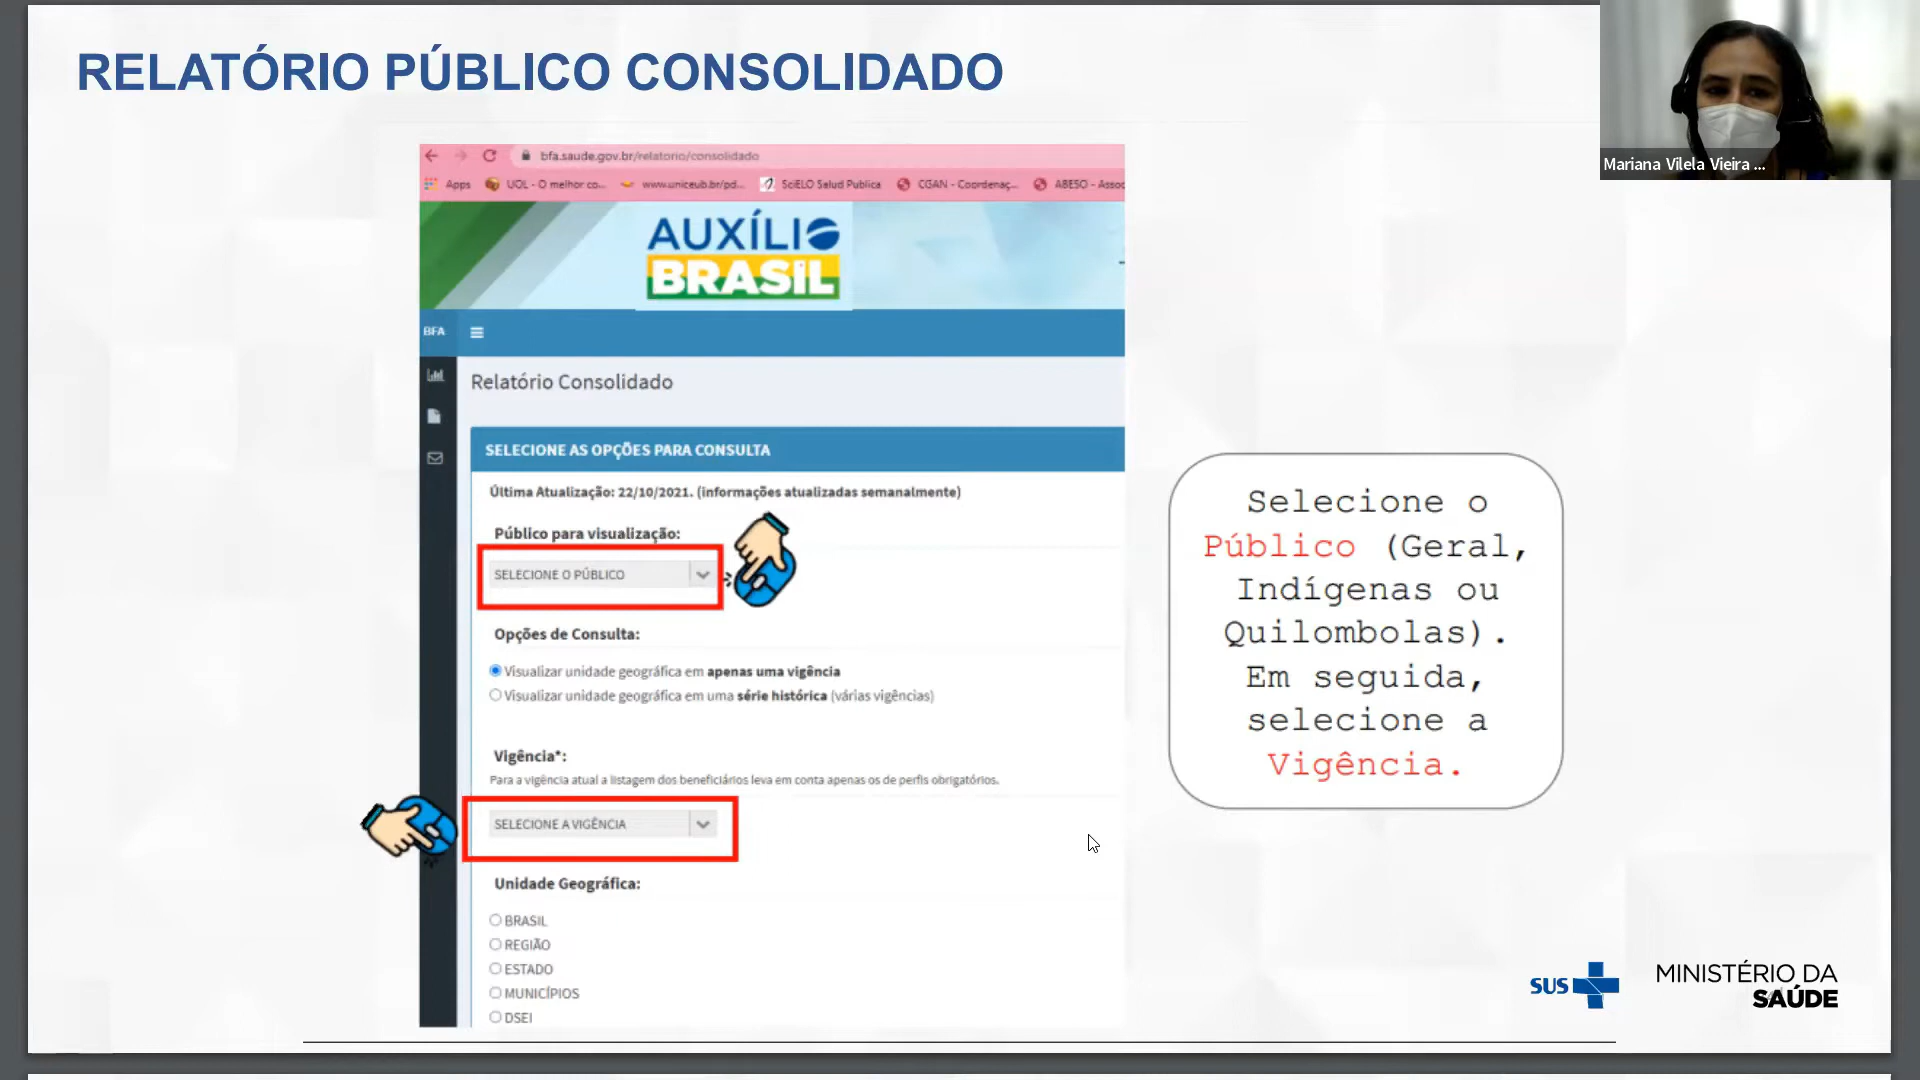 RELATÓRIO PÚBLICO CONSOLIDADO
Mariana Vilela Vieira ...
bfa.saude.gov.br/relatorio/consolidado
Apps UOL - O melhor co... www.uniceub.br/pd... SciELO Salud Publica CGAN - Coordenaç... ABESO - Assoc
AUXÍLIO
BRASIL
BFA
Relatório Consolidado
SELECIONE AS OPÇÕES PARA CONSULTA
Última Atualização: 22/10/2021. (informações atualizadas semanalmente)
Público para visualização:
SELECIONE O PÚBLICO
Opções de Consulta:
Visualizar unidade geográfica em apenas uma vigência
Visualizar unidade geográfica em uma série histórica (várias vigências)
Vigência*:
Para a vigência atual a listagem dos beneficiários leva em conta apenas os de perfis obrigatórios.
SELECIONE A VIGÊNCIA
Unidade Geográfica:
BRASIL
REGIÃO
ESTADO
MUNICÍPIOS
DSEI
Selecione o
Público (Geral,
Indígenas ou
Quilombolas).
Em seguida,
selecione a
Vigência.
SUS
MINISTÉRIO DA
SAÚDE